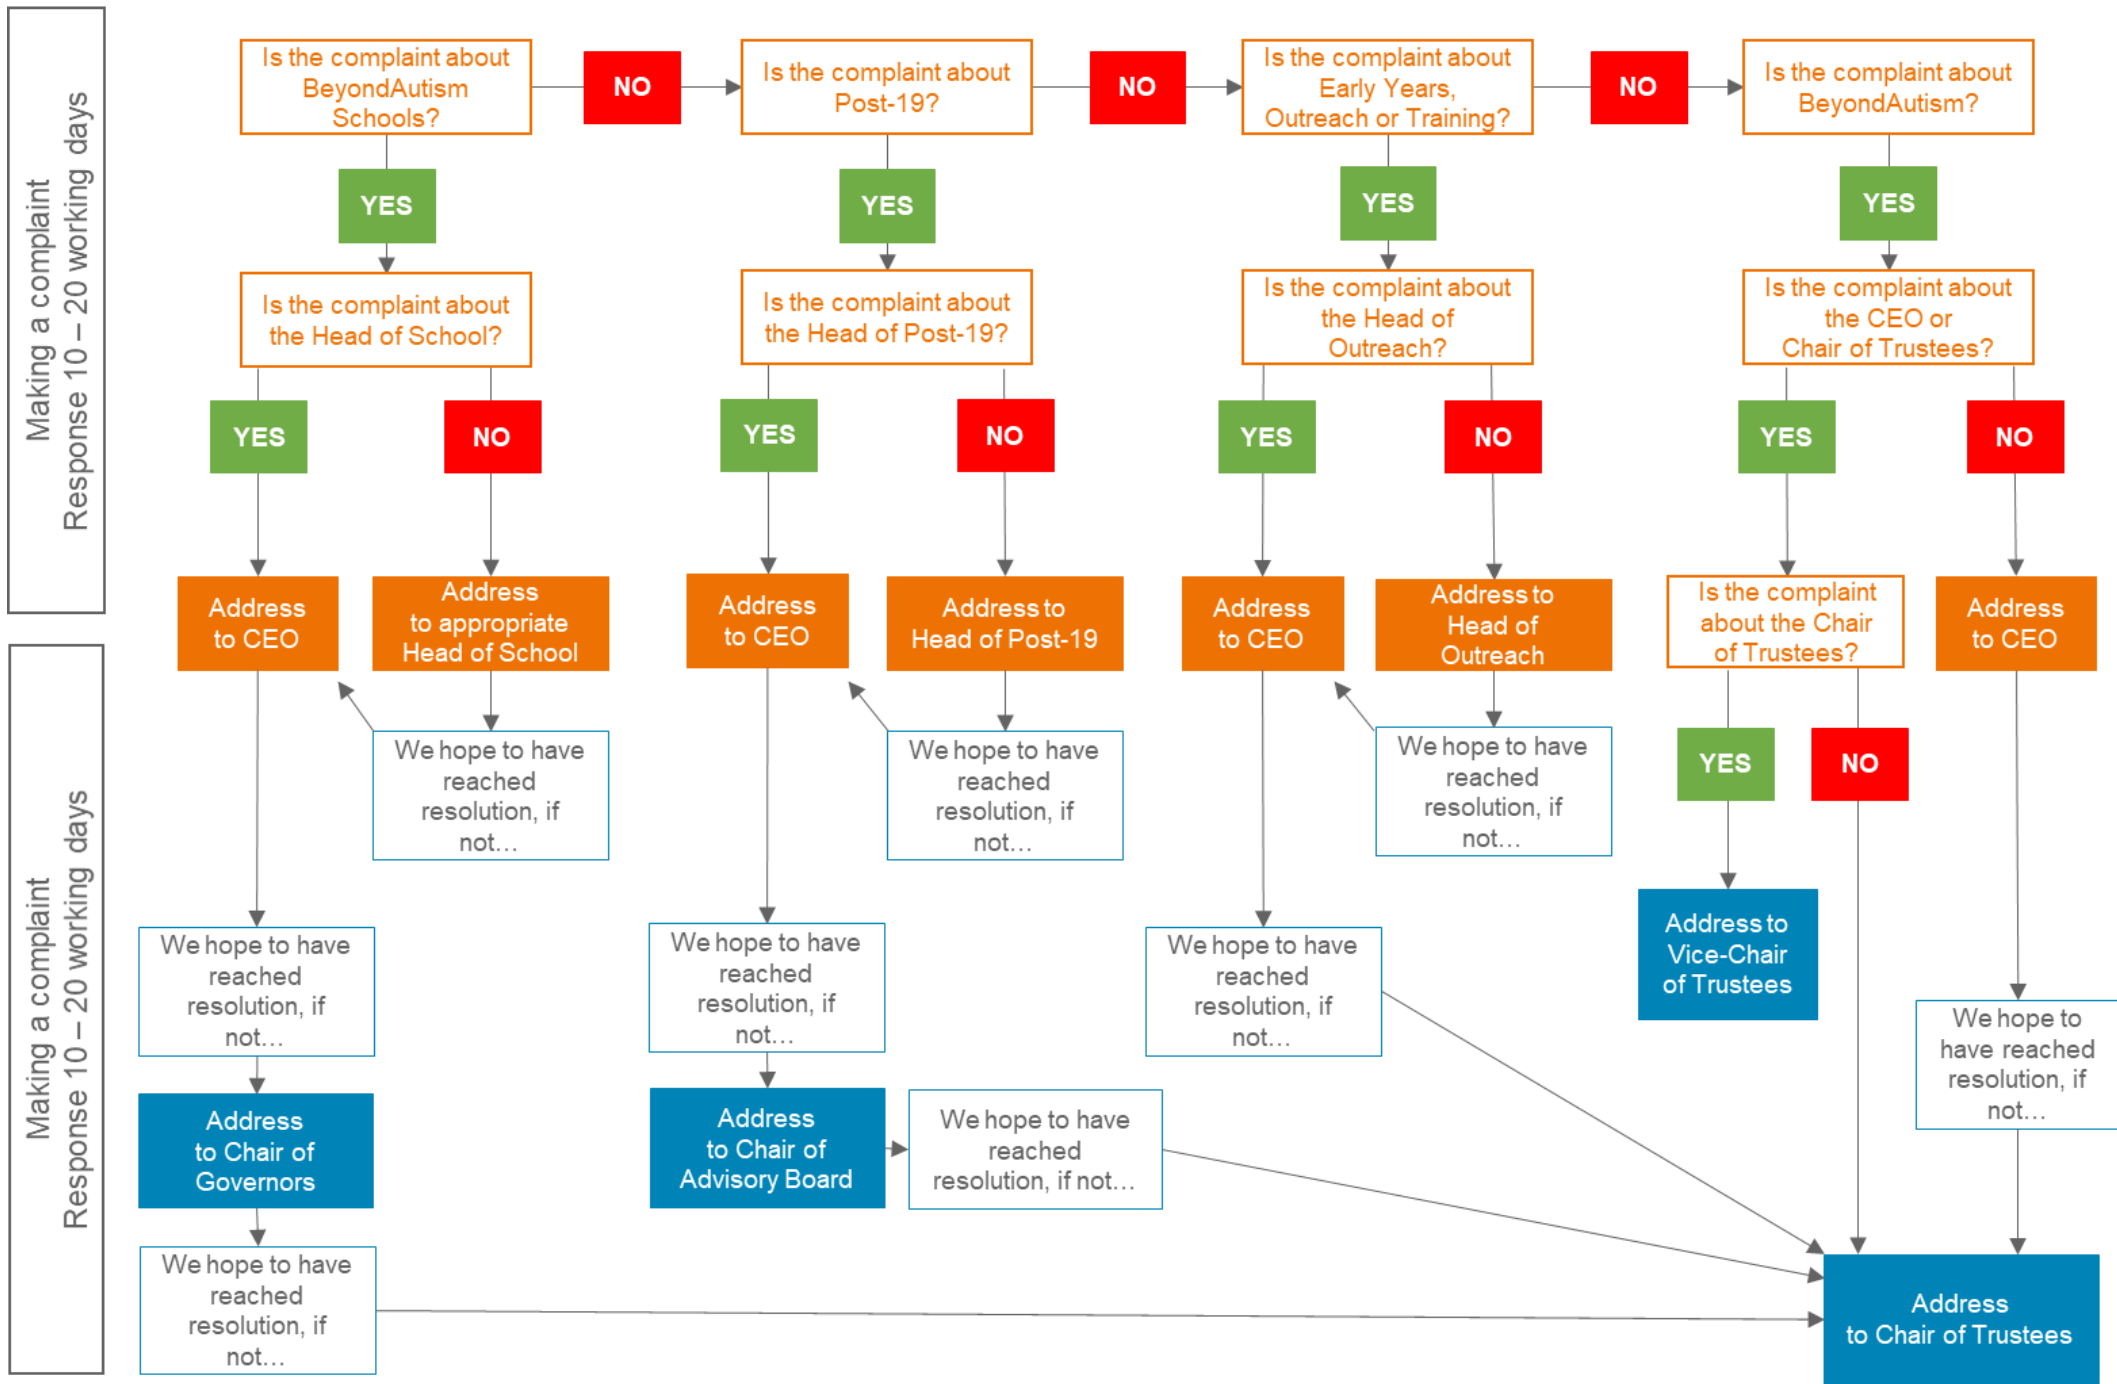 Making a complaint
Response 10 – 20 working days
Is the complaint about
BeyondAutism
Schools?
NO
Is the complaint about
Post-19?
NO
Is the complaint about
Early Years,
Outreach or Training?
NO
Is the complaint about
BeyondAutism?
YES
YES
YES
YES
Is the complaint about
the Head of School?
Is the complaint about
the Head of Post-19?
Is the complaint about
the Head of
Outreach?
Is the complaint about
the CEO or
Chair of Trustees?
YES
NO
YES
NO
YES
NO
YES
NO
Address
to CEO
Address
to appropriate
Head of School
Address
to CEO
Address to
Head of Post-19
Address
to CEO
Address to
Head of
Outreach
Is the complaint
about the Chair
of Trustees?
Address
to CEO
Making a complaint
Response 10 – 20 working days
We hope to have
reached
resolution, if
not…
We hope to have
reached
resolution, if
not…
We hope to have
reached
resolution, if
not…
YES
NO
We hope to have
reached
resolution, if
not…
We hope to have
reached
resolution, if
not…
We hope to have
reached
resolution, if
not…
Address to
Vice-Chair
of Trustees
We hope to
have reached
resolution, if
not…
Address
to Chair of
Governors
Address
to Chair of
Advisory Board
We hope to have
reached
resolution, if not…
We hope to have
reached
resolution, if
not…
Address
to Chair of Trustees